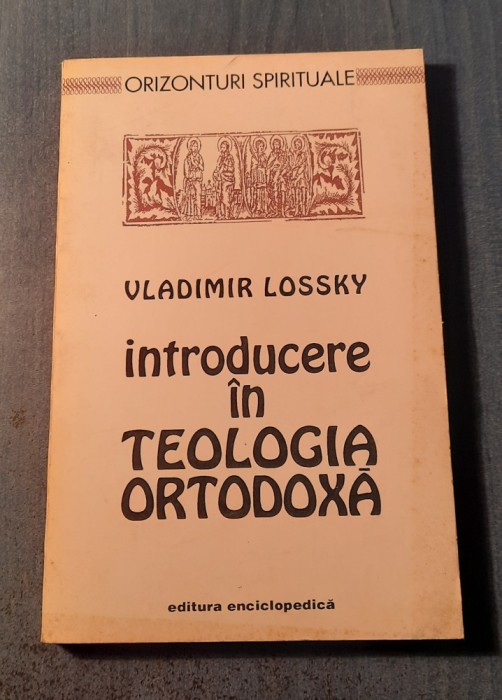 ORIZONTURI SPIRITUALE
VLADIMIR LOSSKY
introducere
în
TEOLOGIA
ORTODOXĂ
editura enciclopedică